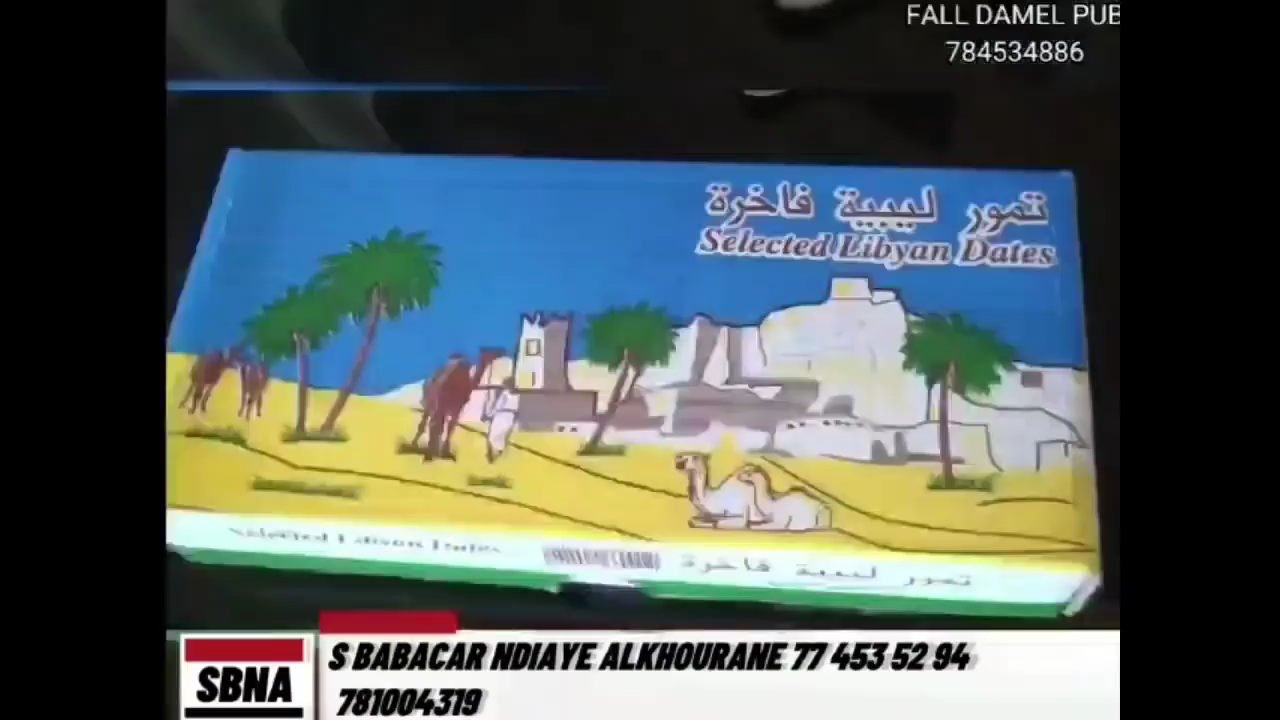 FALL DAMEL PUB
784534886
تمور ليبية فاخرة
Selected Libyan Dates
Selected Libyan Dates
تمور ليبية فاخرة
SBNA
S BABACAR NDIAYE ALKHOURANE 77 453 52 94
781004319